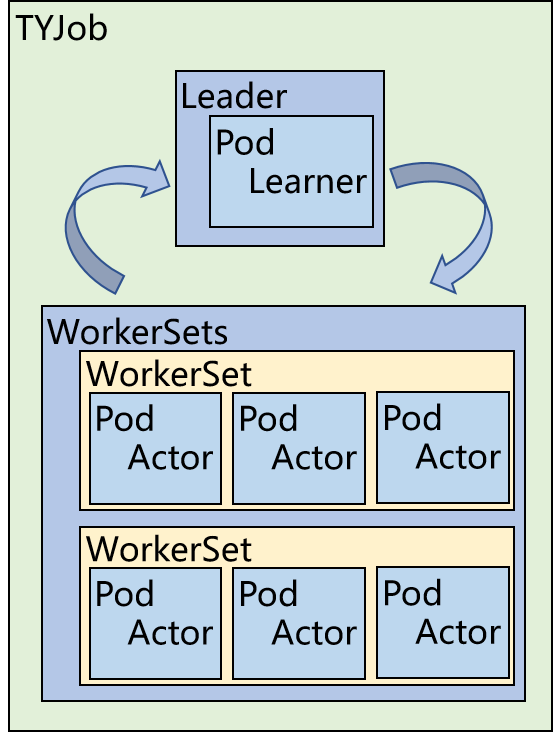 TYJob
Leader
Pod
Learner
WorkerSets
WorkerSet
Pod
Actor
Pod
Actor
Pod
Actor
WorkerSet
Pod
Actor
Pod
Actor
Pod
Actor